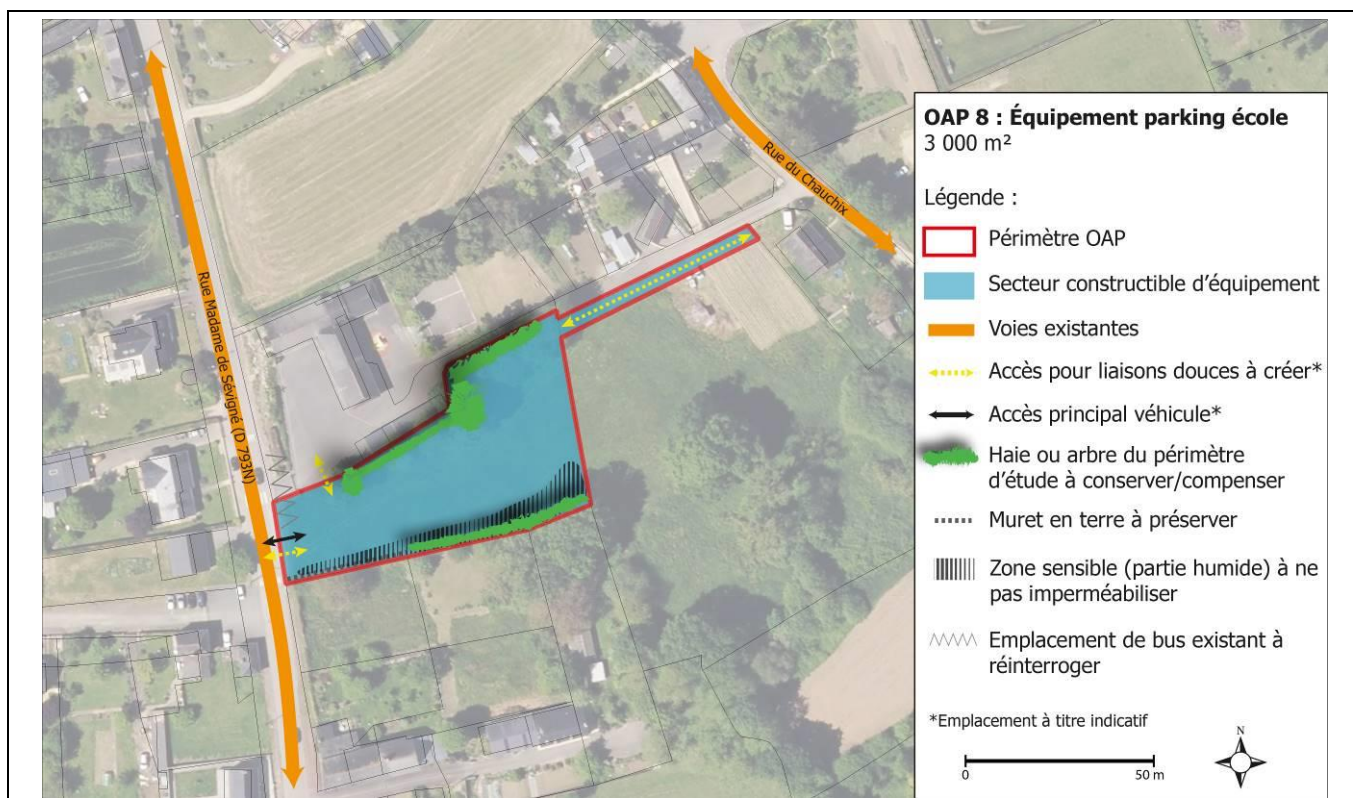 OAP 8 : Équipement parking école
3 000 m²
Légende :
Périmètre OAP
Secteur constructible d'équipement
Voies existantes
Accès pour liaisons douces à créer*
Accès principal véhicule*
Haie ou arbre du périmètre
d'étude à conserver/compenser
Muret en terre à préserver
Zone sensible (partie humide) à ne
pas imperméabiliser
Emplacement de bus existant à
réinterroger
*Emplacement à titre indicatif
N
0
50 m
Rue Madame de Sévigné (D 793N)
Rue du Chauchix